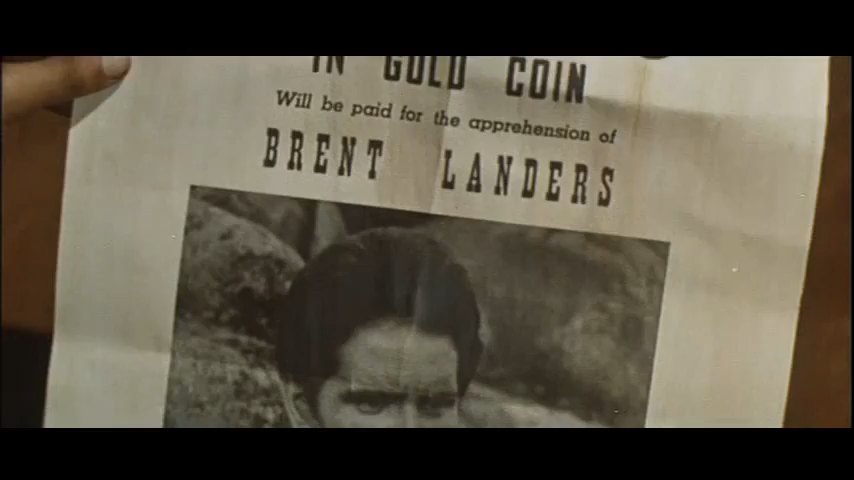 IN GOLD COIN
Will be paid for the apprehension of
BRENT LANDERS